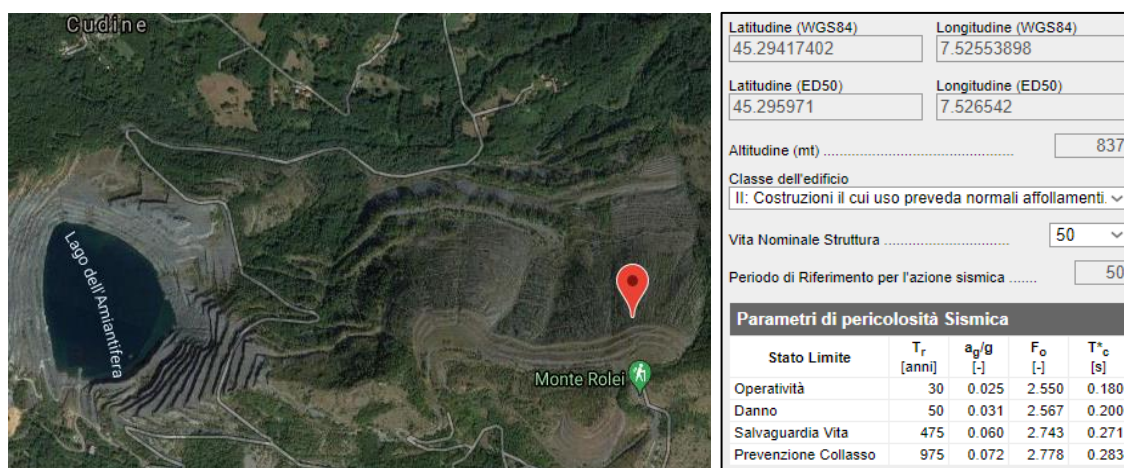 Cudine
Lago dell'Amiantifera
Monte Rolei
Latitudine (WGS84) Longitudine (WGS84)
45.29417402 7.52553898
Latitudine (ED50) Longitudine (ED50)
45.295971 7.526542
Altitudine (mt) ................................................ 837
Classe dell'edificio
II: Costruzioni il cui uso preveda normali affollamenti.
Vita Nominale Struttura ................................. 50
Periodo di Riferimento per l'azione sismica ....... 50
Parametri di pericolosità Sismica
Stato Limite Tr [anni] ag/g [-] Fo [-] T*c [s]
Operatività 30 0.025 2.550 0.180
Danno 50 0.031 2.567 0.200
Salvaguardia Vita 475 0.060 2.743 0.271
Prevenzione Collasso 975 0.072 2.778 0.283